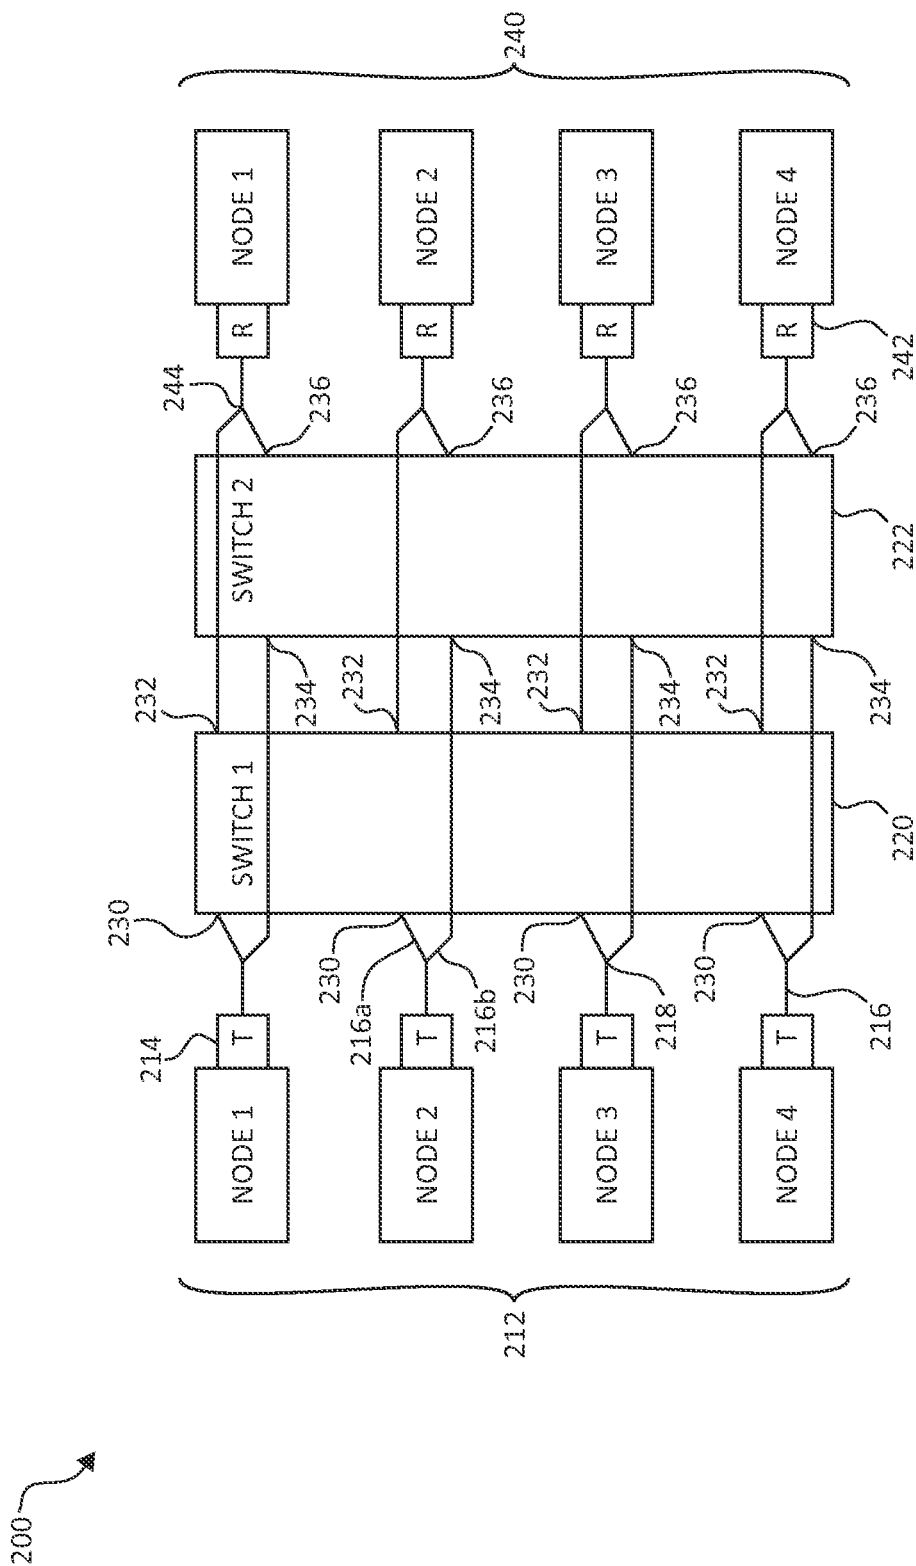 200
212
NODE 1
NODE 2
NODE 3
NODE 4
214
T
T
T
T
216a
216b
218
216
230
230
230
230
SWITCH 1
220
232
232
232
232
234
234
234
234
SWITCH 2
222
236
236
236
236
244
R
R
R
R
242
NODE 1
NODE 2
NODE 3
NODE 4
240